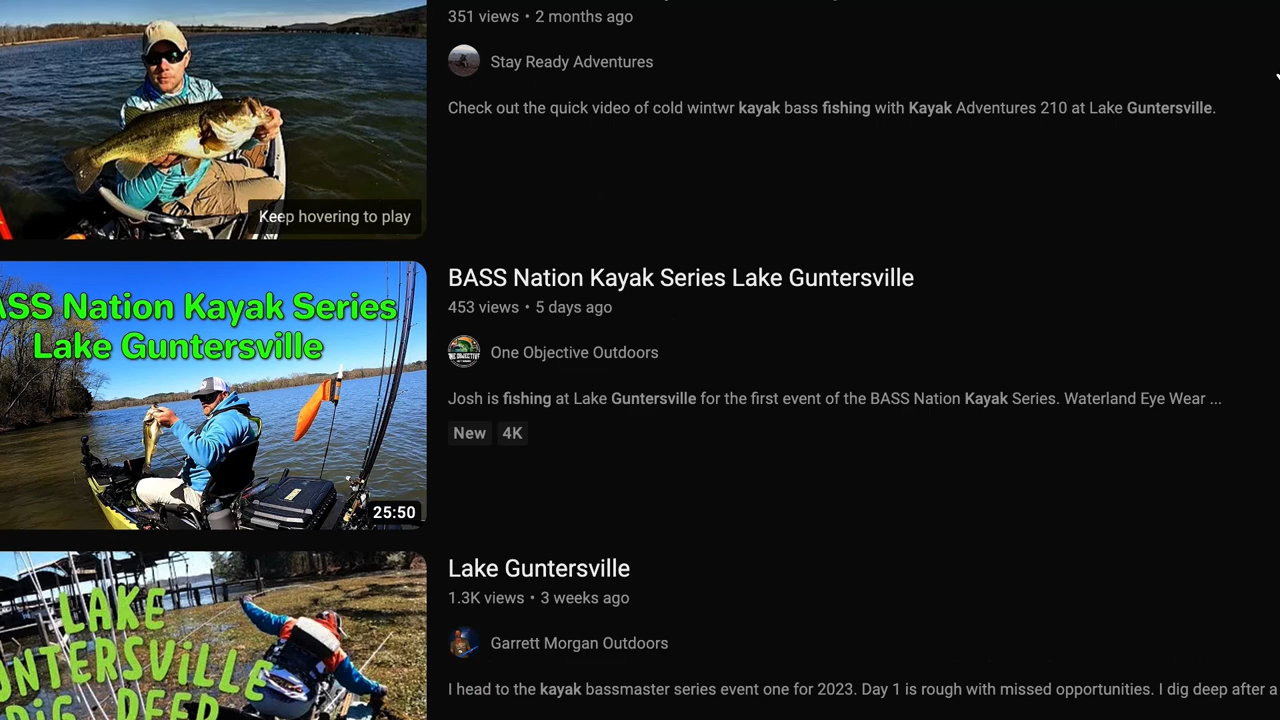 351 views • 2 months ago
Stay Ready Adventures
Check out the quick video of cold wintwr kayak bass fishing with Kayak Adventures 210 at Lake Guntersville.
Keep hovering to play
ASS Nation Kayak Series
Lake Guntersville
25:50
BASS Nation Kayak Series Lake Guntersville
453 views • 5 days ago
One Objective Outdoors
Josh is fishing at Lake Guntersville for the first event of the BASS Nation Kayak Series. Waterland Eye Wear ...
New 4K
LAKE
UNTERSViLLE
DiG DEEP
Lake Guntersville
1.3K views • 3 weeks ago
Garrett Morgan Outdoors
I head to the kayak bassmaster series event one for 2023. Day 1 is rough with missed opportunities. I dig deep after a